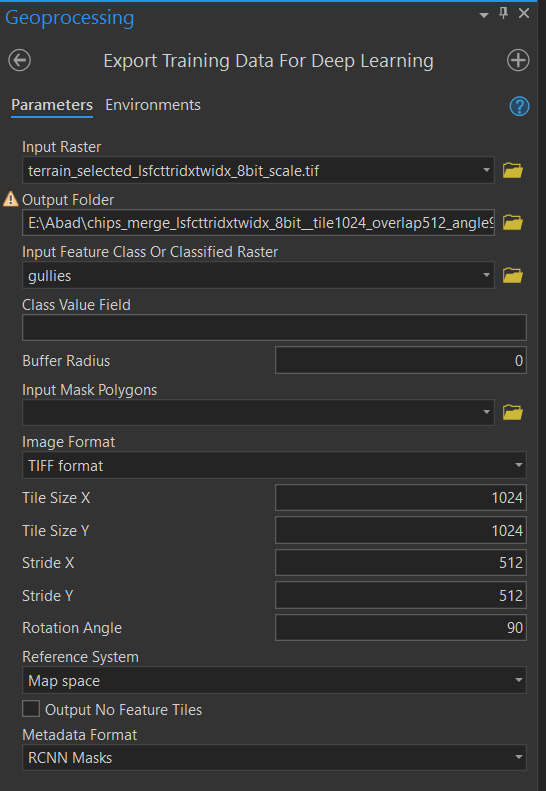 Geoprocessing
Export Training Data For Deep Learning
Parameters Environments
?
Input Raster
terrain_selected_lsfcttridxtwidx_8bit_scale.tif
Output Folder
E:\Abad\chips_merge_lsfcttridxtwidx_8bit__tile1024_overlap512_angle9
Input Feature Class Or Classified Raster
gullies
Class Value Field
Buffer Radius 0
Input Mask Polygons
Image Format
TIFF format
Tile Size X 1024
Tile Size Y 1024
Stride X 512
Stride Y 512
Rotation Angle 90
Reference System
Map space
Output No Feature Tiles
Metadata Format
RCNN Masks